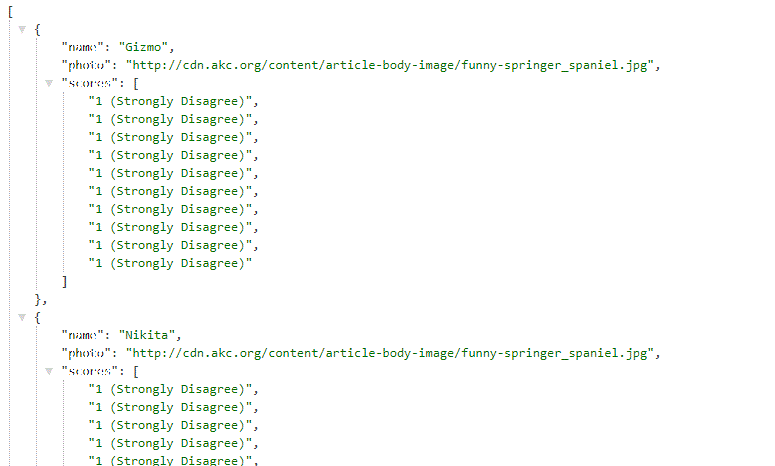 [
{
"name": "Gizmo",
"photo": "http://cdn.akc.org/content/article-body-image/funny-springer_spaniel.jpg",
"scores": [
"1 (Strongly Disagree)",
"1 (Strongly Disagree)",
"1 (Strongly Disagree)",
"1 (Strongly Disagree)",
"1 (Strongly Disagree)",
"1 (Strongly Disagree)",
"1 (Strongly Disagree)",
"1 (Strongly Disagree)",
"1 (Strongly Disagree)",
"1 (Strongly Disagree)"
]
},
{
"name": "Nikita",
"photo": "http://cdn.akc.org/content/article-body-image/funny-springer_spaniel.jpg",
"scores": [
"1 (Strongly Disagree)",
"1 (Strongly Disagree)",
"1 (Strongly Disagree)",
"1 (Strongly Disagree)",
"1 (Strongly Disagree)",